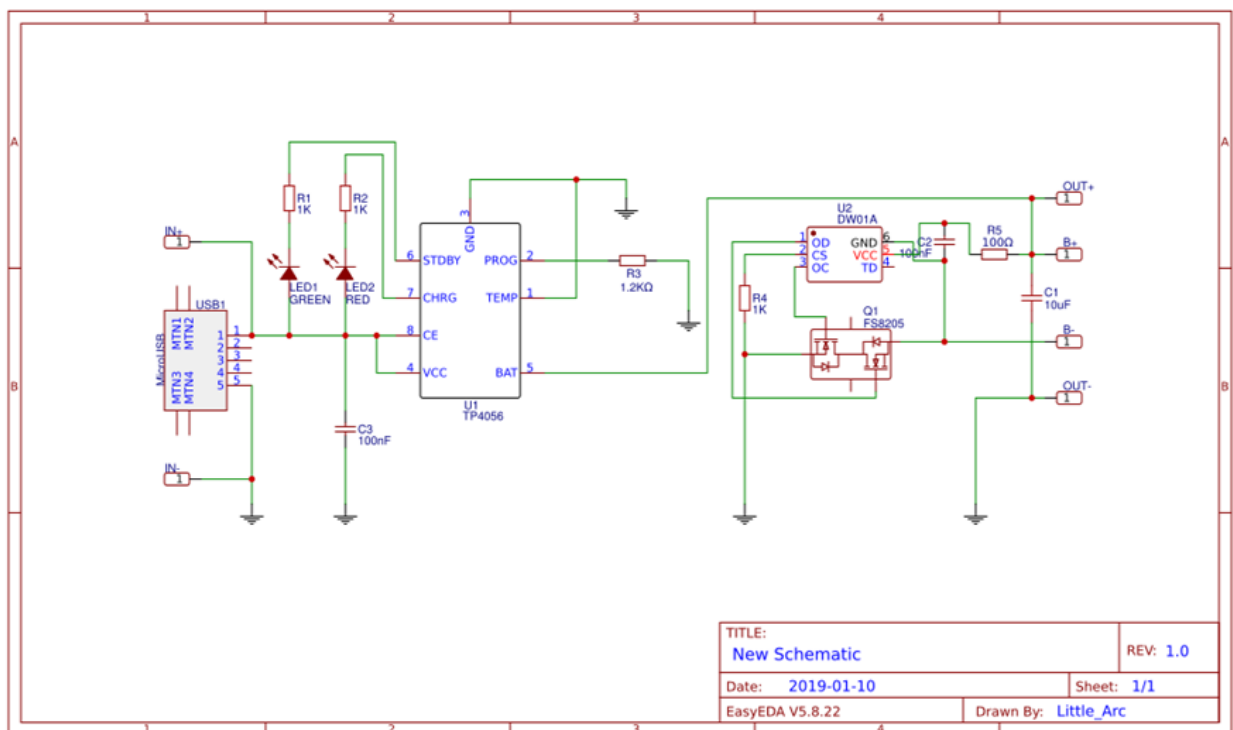 1
2
3
4
A
A
B
B
IN+
1
R1
1K
R2
1K
LED1
GREEN
LED2
RED
USB1
MicroUSB
MTN1
MTN2
MTN3
MTN4
1
2
3
4
5
1
2
3
4
5
IN-
1
C3
100nF
3
GND
6
STDBY
7
CHRG
8
CE
4
VCC
PROG
2
TEMP
1
BAT
5
U1
TP4056
R3
1.2KΩ
U2
DW01A
1
OD
2
CS
3
OC
GND
6
VCC
5
TD
4
C2
100nF
R5
100Ω
R4
1K
Q1
FS8205
C1
10uF
OUT+
1
B+
1
B-
1
OUT-
1
TITLE:
New Schematic
REV: 1.0
Date: 2019-01-10
Sheet: 1/1
EasyEDA V5.8.22
Drawn By: Little_Arc
1
2
3
4